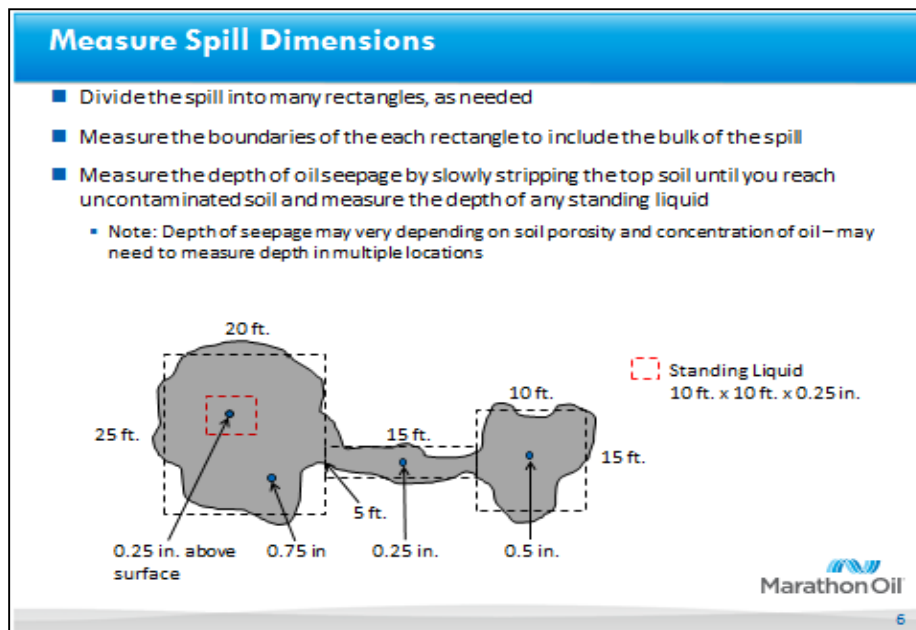 Measure Spill Dimensions
■ Divide the spill into many rectangles, as needed
■ Measure the boundaries of the each rectangle to include the bulk of the spill
■ Measure the depth of oil seepage by slowly stripping the top soil until you reach
uncontaminated soil and measure the depth of any standing liquid
▪ Note: Depth of seepage may very depending on soil porosity and concentration of oil – may
need to measure depth in multiple locations
20 ft.
Standing Liquid
10 ft. x 10 ft. x 0.25 in.
10 ft.
25 ft.
15 ft.
15 ft.
5 ft.
0.25 in. above
surface
0.75 in
0.25 in.
0.5 in.
Marathon Oil
6